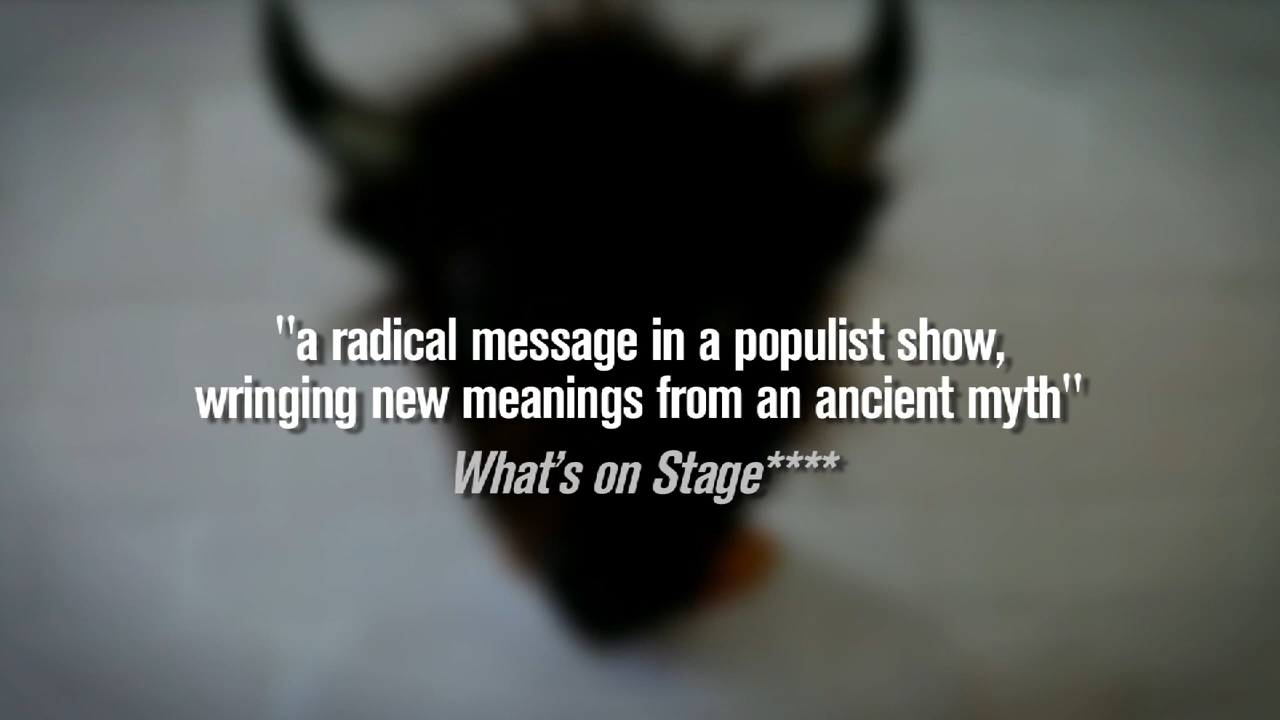 "a radical message in a populist show,
wringing new meanings from an ancient myth"
What's on Stage****